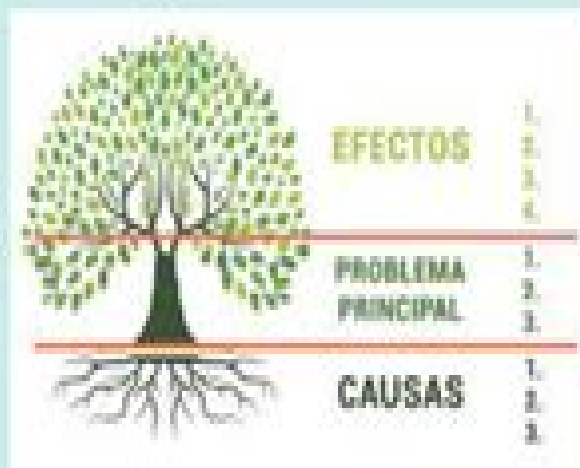 EFECTOS
1.
2.
3.
4.
PROBLEMA
PRINCIPAL
1.
2.
3.
CAUSAS
1.
2.
3.